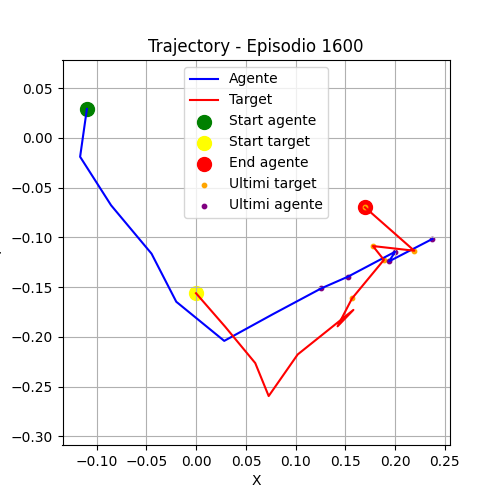 Trajectory - Episodio 1600
Agente
Target
Start agente
Start target
End agente
Ultimi target
Ultimi agente
0.05
0.00
−0.05
−0.10
−0.15
−0.20
−0.25
−0.30
−0.10
−0.05
0.00
0.05
0.10
0.15
0.20
0.25
X